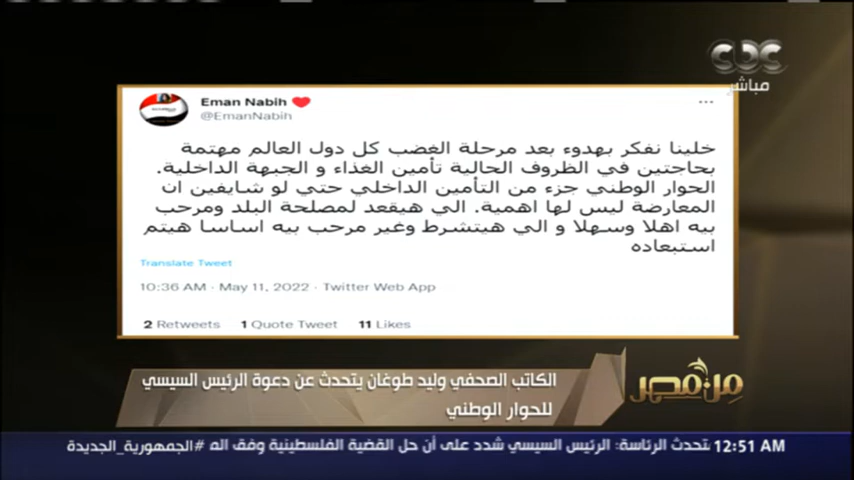 cbc
مباشر
Eman Nabih
@EmanNabih
خلينا نفكر بهدوء بعد مرحلة الغضب كل دول العالم مهتمة
بحاجتين في الظروف الحالية تأمين الغذاء و الجبهة الداخلية.
الحوار الوطني جزء من التأمين الداخلي حتي لو شايفين ان
المعارضة ليس لها اهمية. الي هيقعد لمصلحة البلد ومرحب
بيه اهلا وسهلا و الي هيتشرط وغير مرحب بيه اساسا هيتم
استبعاده
Translate Tweet
10:36 AM · May 11, 2022 · Twitter Web App
2 Retweets 1 Quote Tweet 11 Likes
الكاتب الصحفي وليد طوغان يتحدث عن دعوة الرئيس السيسي
للحوار الوطني
من مصر
12:51 AM
تحدث الرئاسة: الرئيس السيسي شدد على أن حل القضية الفلسطينية وفق الم #الجمهورية_الجديدة